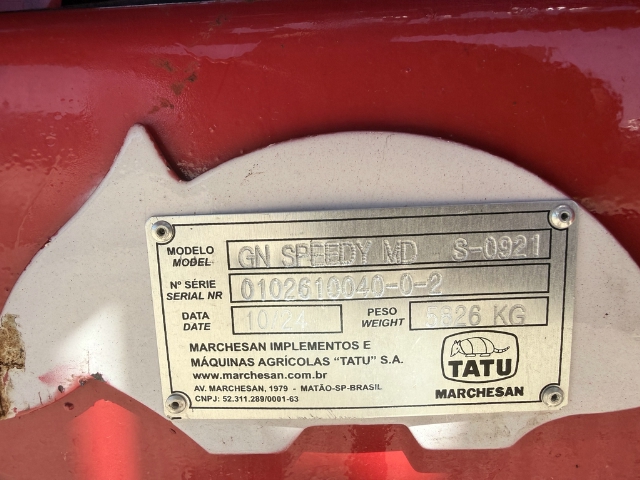 MODELO
MODEL
GN SPEEDY MD S-0921
Nº SÉRIE
SERIAL NR
0102610040-0-2
DATA
DATE
10/24
PESO
WEIGHT
5826 KG
MARCHESAN IMPLEMENTOS E
MÁQUINAS AGRÍCOLAS "TATU" S.A.
www.marchesan.com.br
AV. MARCHESAN, 1979 - MATÃO-SP-BRASIL
CNPJ: 52.311.289/0001-63
TATU
MARCHESAN